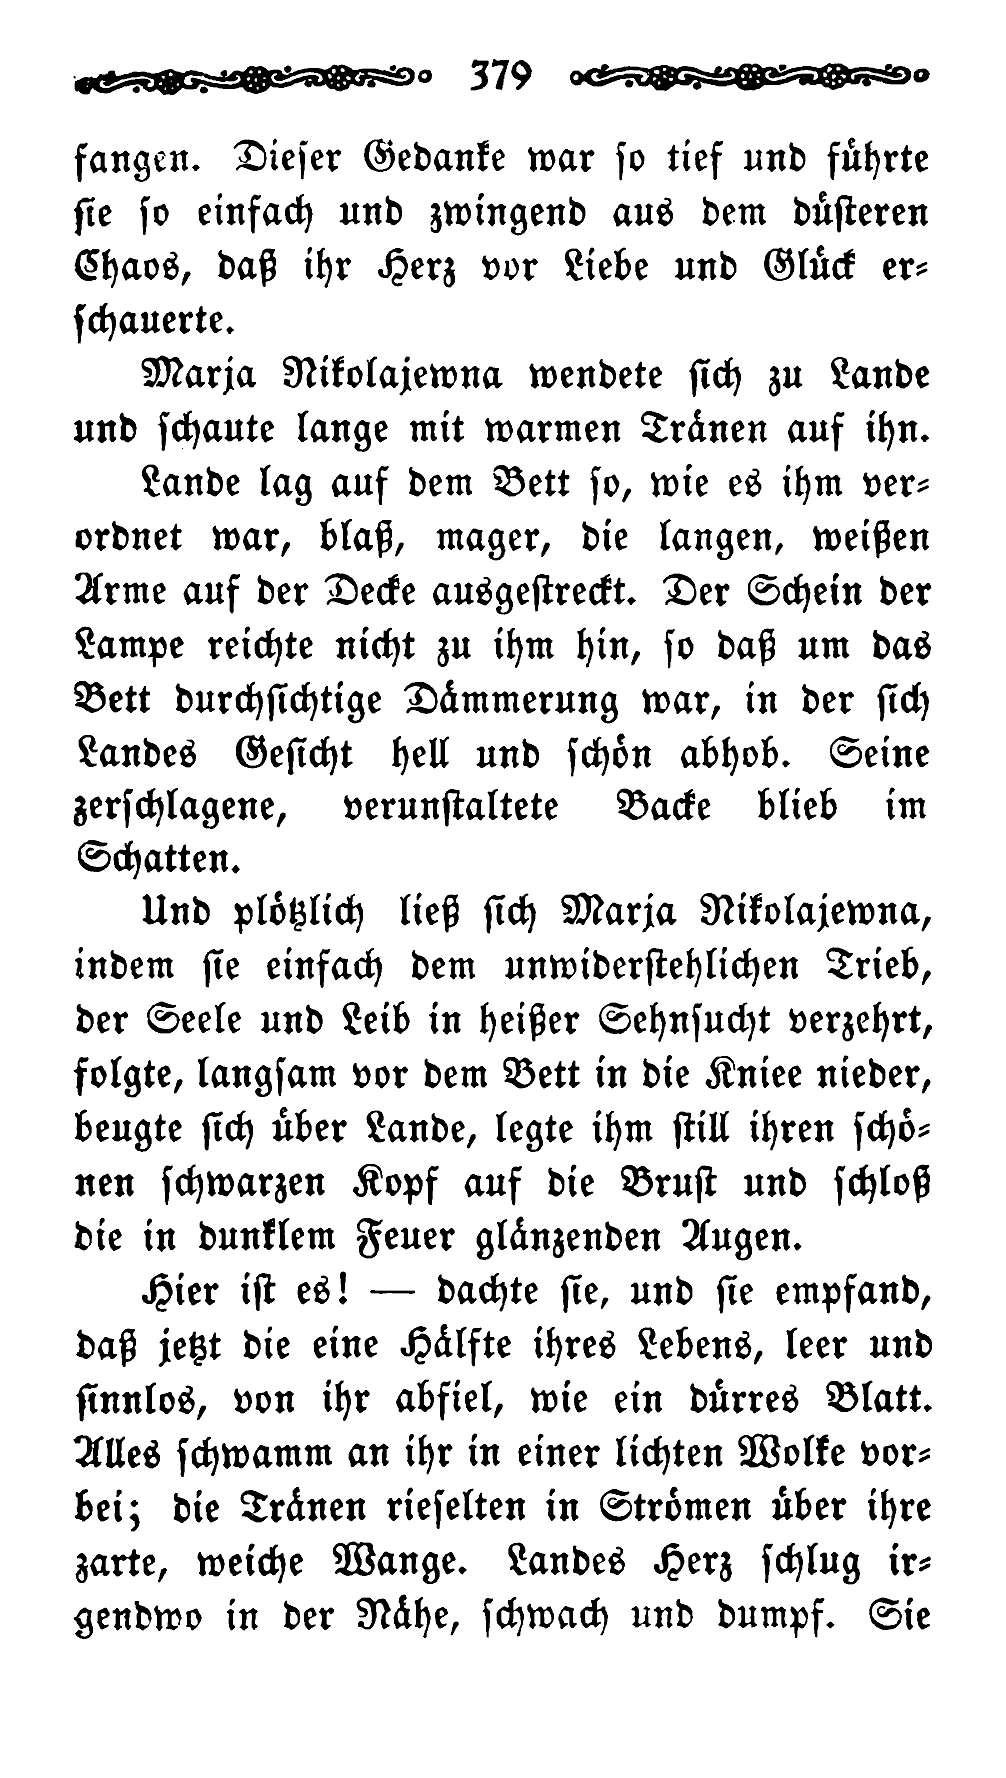 379
fangen. Dieser Gedanke war so tief und führte
sie so einfach und zwingend aus dem düsteren
Chaos, daß ihr Herz vor Liebe und Glück er-
schauerte.
Marja Nikolajewna wendete sich zu Lande
und schaute lange mit warmen Tränen auf ihn.
Lande lag auf dem Bett so, wie es ihm ver-
ordnet war, blaß, mager, die langen, weißen
Arme auf der Decke ausgestreckt. Der Schein der
Lampe reichte nicht zu ihm hin, so daß um das
Bett durchsichtige Dämmerung war, in der sich
Landes Gesicht hell und schön abhob. Seine
zerschlagene, verunstaltete Backe blieb im
Schatten.
Und plötzlich ließ sich Marja Nikolajewna,
indem sie einfach dem unwiderstehlichen Trieb,
der Seele und Leib in heißer Sehnsucht verzehrt,
folgte, langsam vor dem Bett in die Kniee nieder,
beugte sich über Lande, legte ihm still ihren schö-
nen schwarzen Kopf auf die Brust und schloß
die in dunklem Feuer glänzenden Augen.
Hier ist es! — dachte sie, und sie empfand,
daß jetzt die eine Hälfte ihres Lebens, leer und
sinnlos, von ihr abfiel, wie ein dürres Blatt.
Alles schwamm an ihr in einer lichten Wolke vor-
bei; die Tränen rieselten in Strömen über ihre
zarte, weiche Wange. Landes Herz schlug ir-
gendwo in der Nähe, schwach und dumpf. Sie